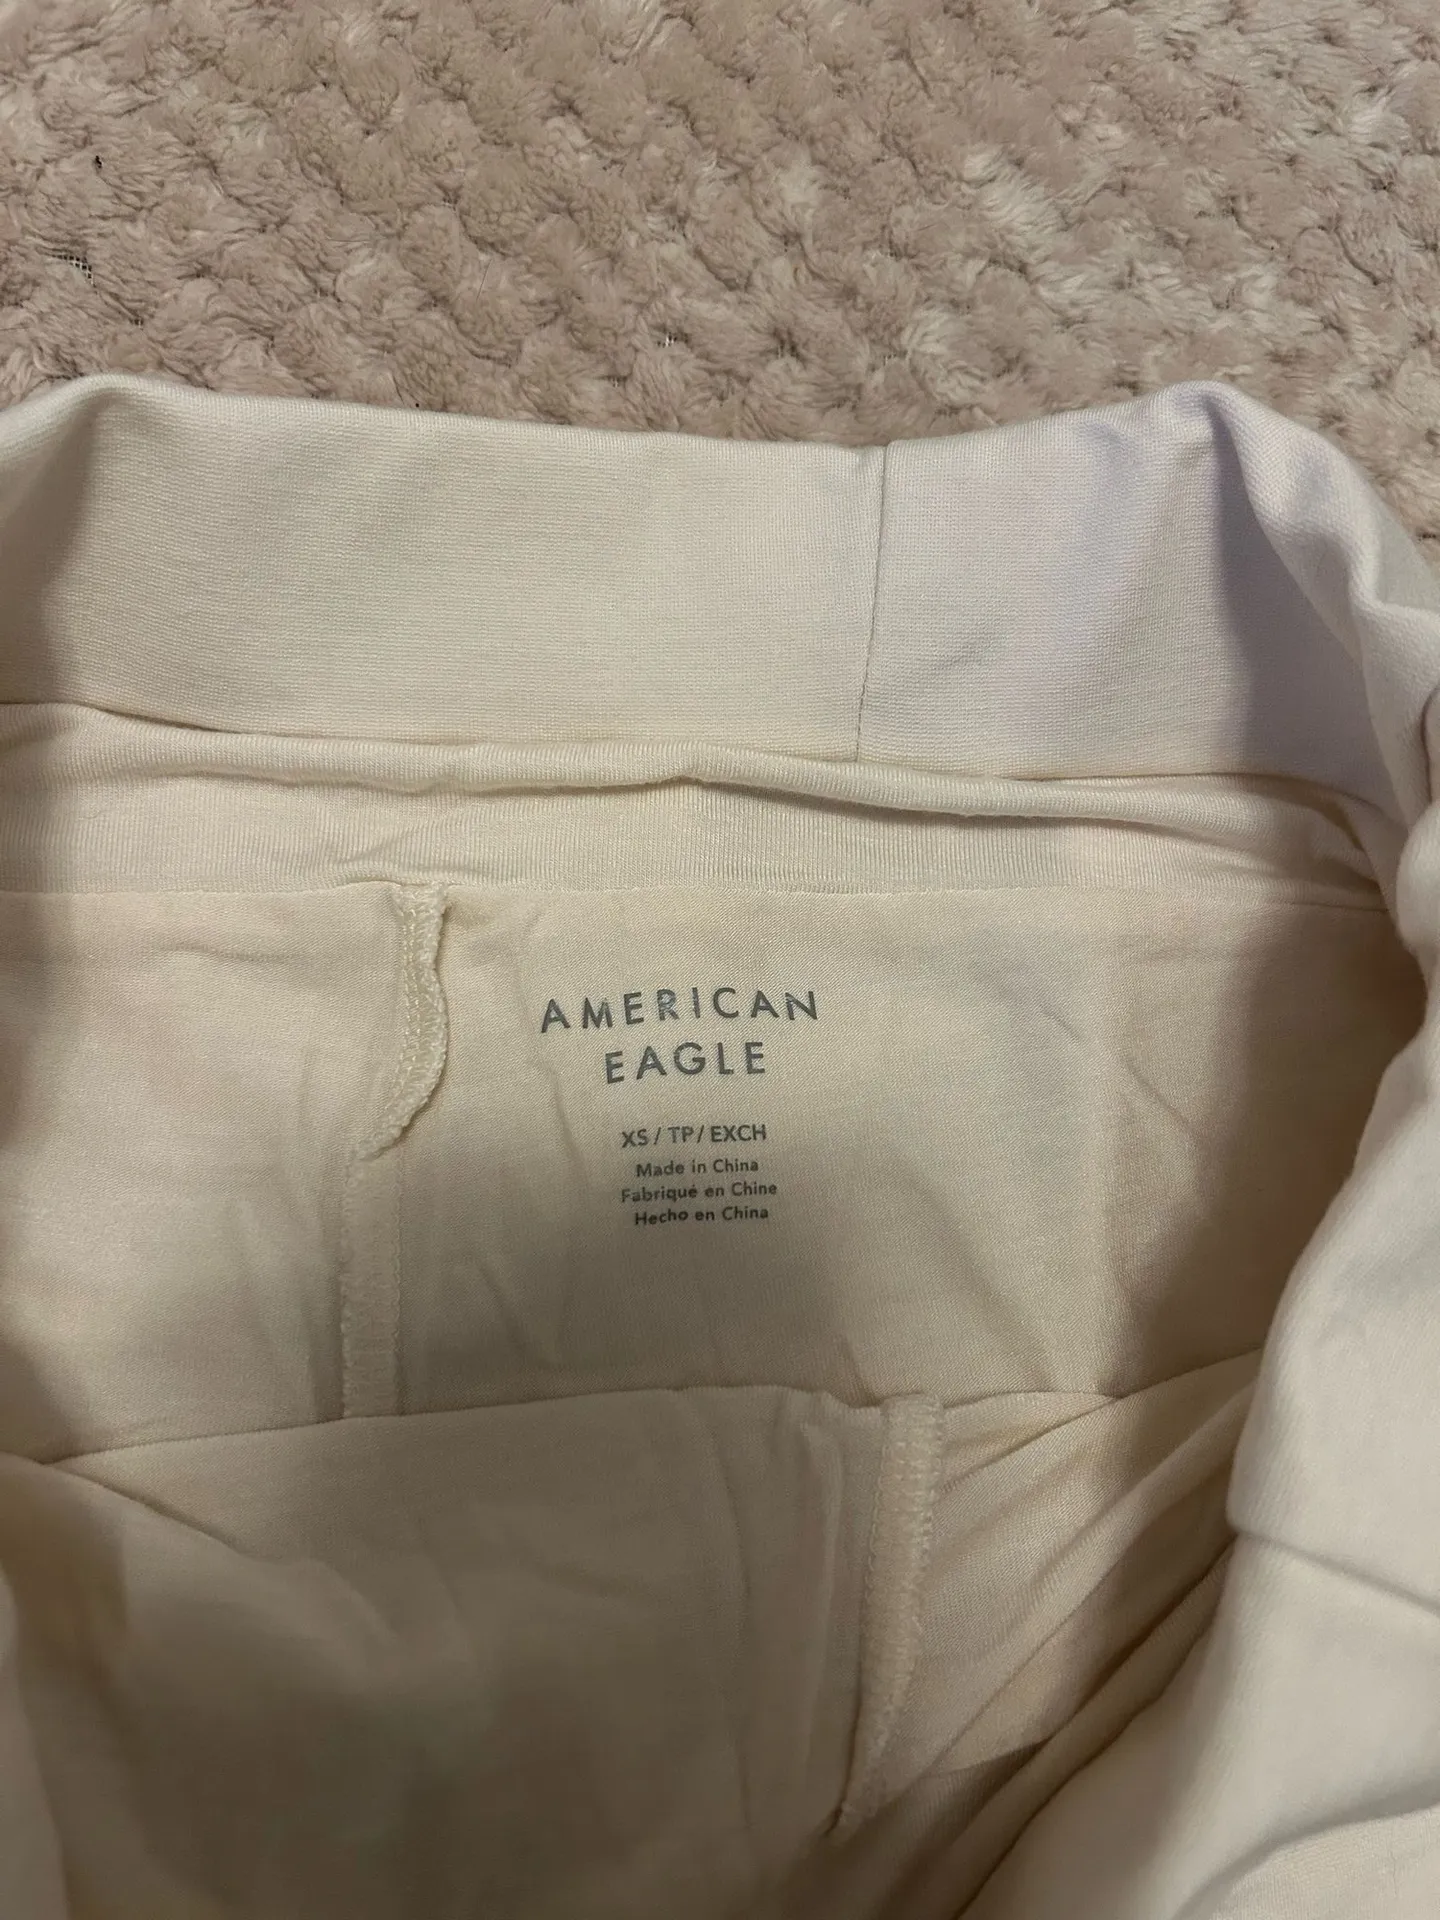 AMERICAN
EAGLE
XS / TP / EXCH
Made in China
Fabriqué en Chine
Hecho en China